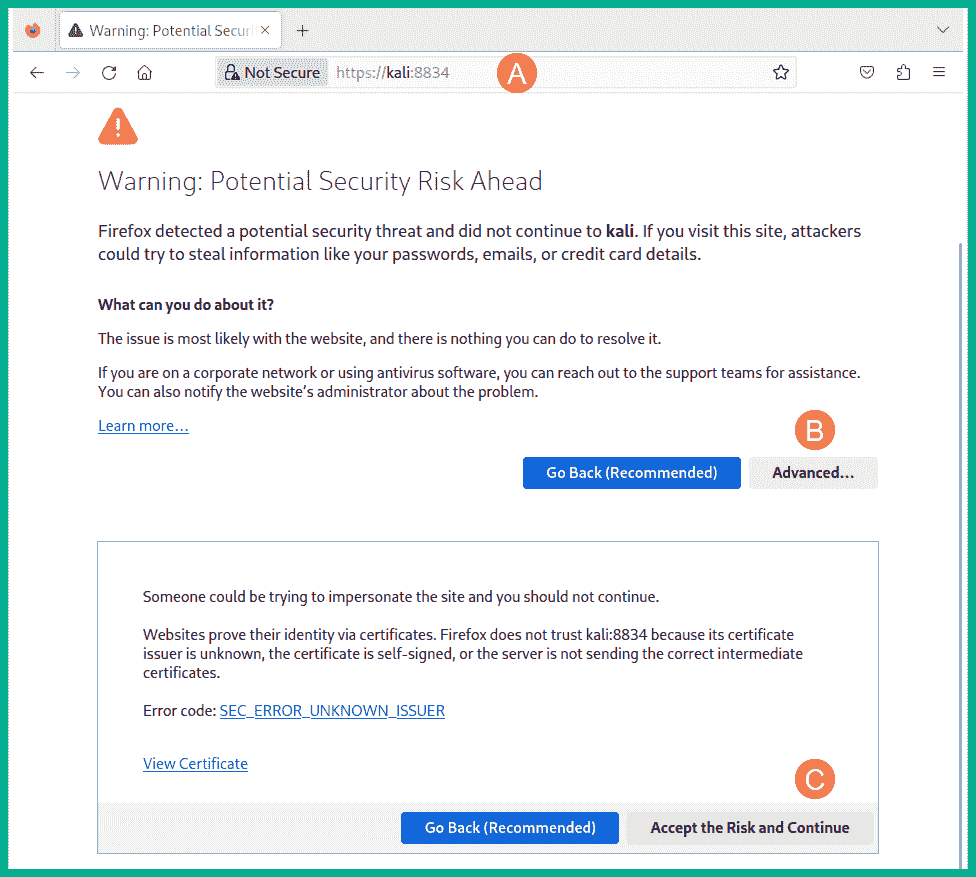 Warning: Potential Securi
Not Secure https://kali:8834
A
!
Warning: Potential Security Risk Ahead
Firefox detected a potential security threat and did not continue to kali. If you visit this site, attackers
could try to steal information like your passwords, emails, or credit card details.
What can you do about it?
The issue is most likely with the website, and there is nothing you can do to resolve it.
If you are on a corporate network or using antivirus software, you can reach out to the support teams for assistance.
You can also notify the website’s administrator about the problem.
Learn more…
B
Go Back (Recommended) Advanced…
Someone could be trying to impersonate the site and you should not continue.
Websites prove their identity via certificates. Firefox does not trust kali:8834 because its certificate
issuer is unknown, the certificate is self-signed, or the server is not sending the correct intermediate
certificates.
Error code: SEC_ERROR_UNKNOWN_ISSUER
View Certificate
C
Go Back (Recommended) Accept the Risk and Continue